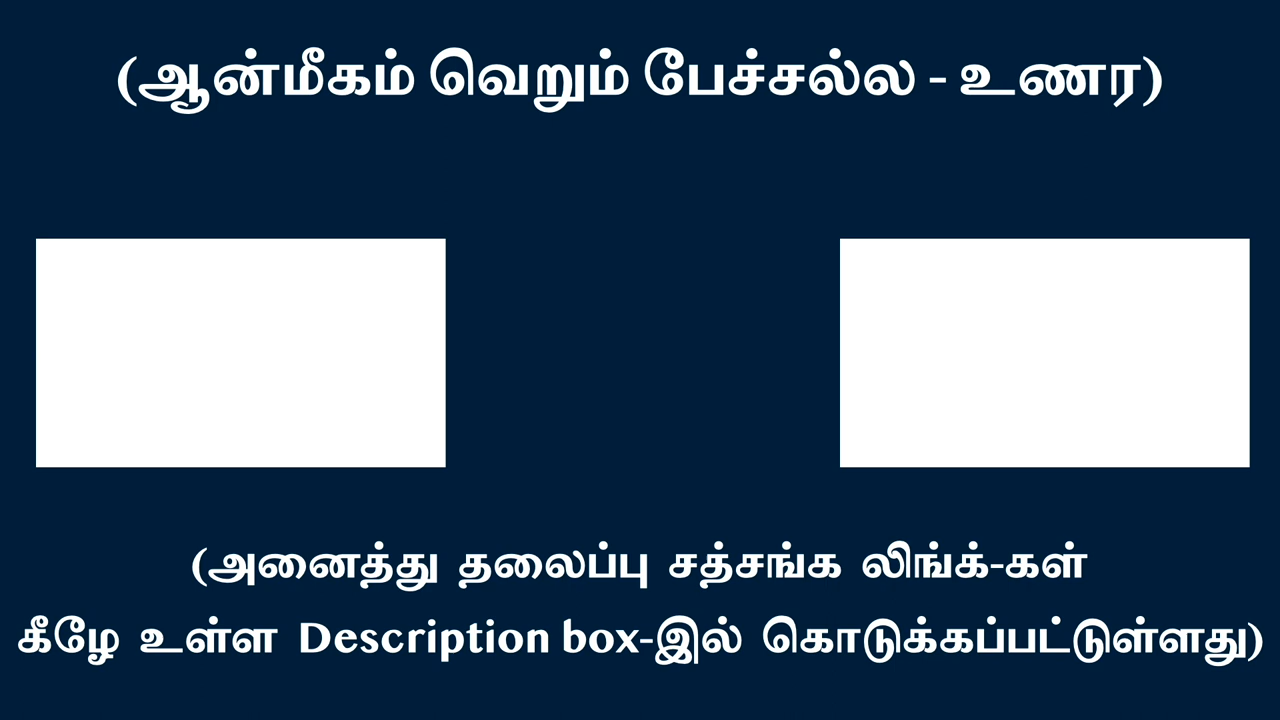 (ஆன்மீகம் வெறும் பேச்சல்ல - உணர)
(அனைத்து தலைப்பு சத்சங்க லிங்க்-கள்
கீழே உள்ள Description box-இல் கொடுக்கப்பட்டுள்ளது)